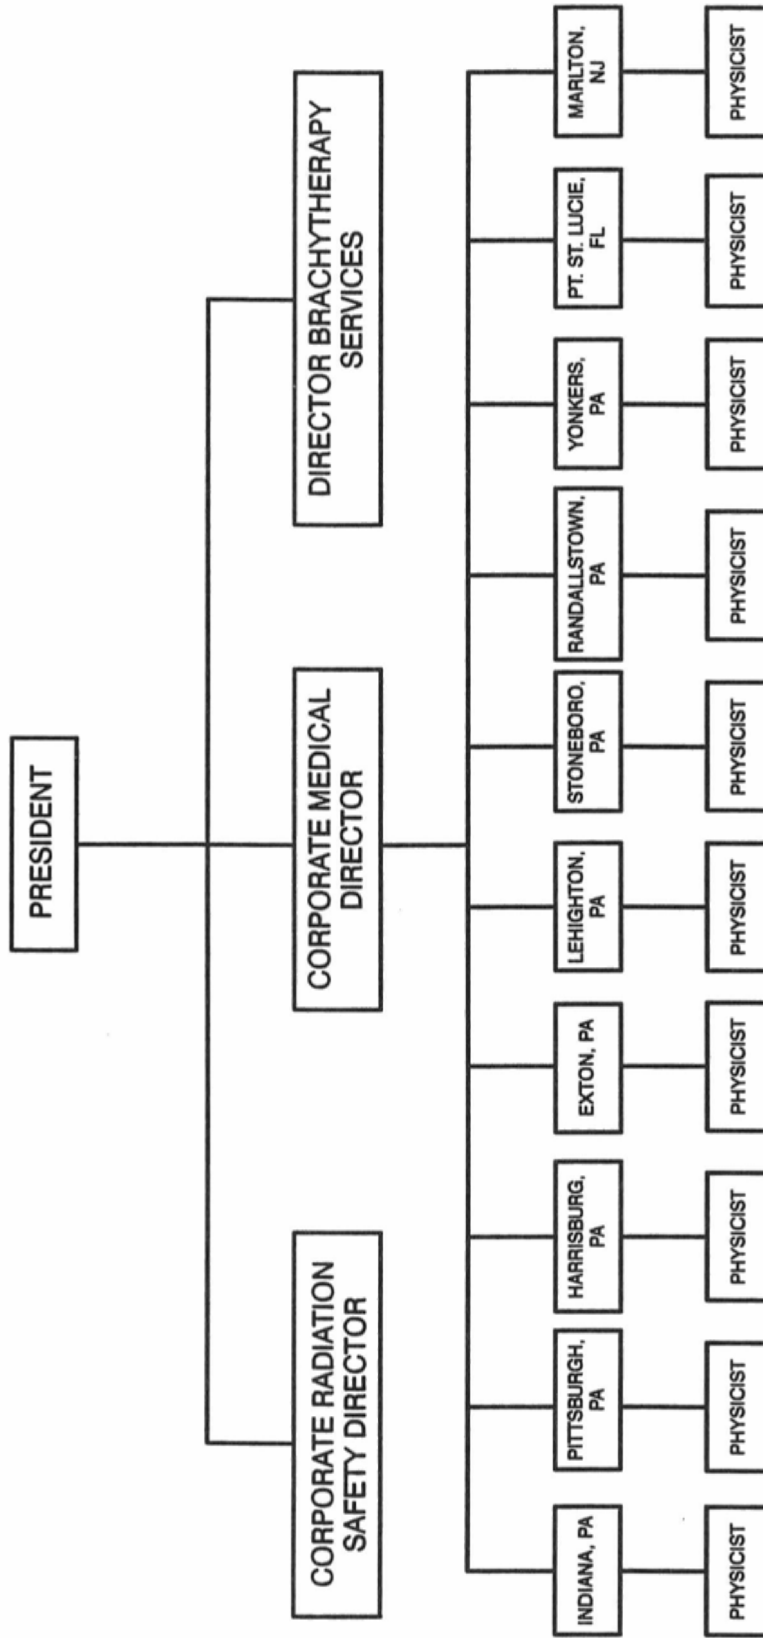 PRESIDENT
CORPORATE RADIATION
SAFETY DIRECTOR
CORPORATE MEDICAL
DIRECTOR
DIRECTOR BRACHYTHERAPY
SERVICES
INDIANA, PA
PITTSBURGH,
PA
HARRISBURG,
PA
EXTON, PA
LEHIGHTON,
PA
STONEBORO,
PA
RANDALLSTOWN,
PA
YONKERS,
PA
PT. ST. LUCIE,
FL
MARLTON,
NJ
PHYSICIST
PHYSICIST
PHYSICIST
PHYSICIST
PHYSICIST
PHYSICIST
PHYSICIST
PHYSICIST
PHYSICIST
PHYSICIST